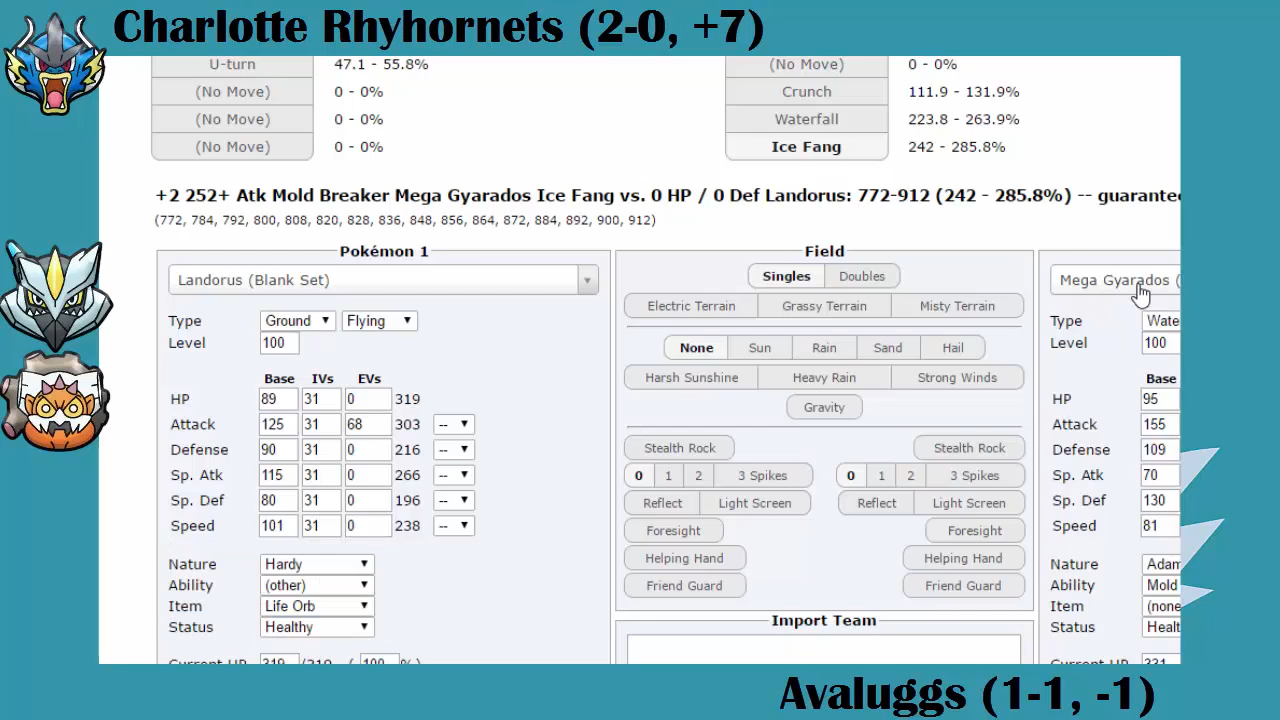 Charlotte Rhyhornets (2-0, +7)
U-turn 47.1 - 55.8% (No Move) 0 - 0%
(No Move) 0 - 0% Crunch 111.9 - 131.9%
(No Move) 0 - 0% Waterfall 223.8 - 263.9%
(No Move) 0 - 0% Ice Fang 242 - 285.8%
+2 252+ Atk Mold Breaker Mega Gyarados Ice Fang vs. 0 HP / 0 Def Landorus: 772-912 (242 - 285.8%) -- guarantee
(772, 784, 792, 800, 808, 820, 828, 836, 848, 856, 864, 872, 884, 892, 900, 912)
Pokémon 1
Landorus (Blank Set)
Type Ground Flying
Level 100
Base IVs EVs
HP 89 31 0 319
Attack 125 31 68 303 --
Defense 90 31 0 216 --
Sp. Atk 115 31 0 266 --
Sp. Def 80 31 0 196 --
Speed 101 31 0 238 --
Nature Hardy
Ability (other)
Item Life Orb
Status Healthy
Current HP 319 (319 ( 100 %)
Field
Singles Doubles
Electric Terrain Grassy Terrain Misty Terrain
None Sun Rain Sand Hail
Harsh Sunshine Heavy Rain Strong Winds
Gravity
Stealth Rock Stealth Rock
0 1 2 3 Spikes 0 1 2 3 Spikes
Reflect Light Screen Reflect Light Screen
Foresight Foresight
Helping Hand Helping Hand
Friend Guard Friend Guard
Import Team
Mega Gyarados (
Type Wate
Level 100
Base
HP 95
Attack 155
Defense 109
Sp. Atk 70
Sp. Def 130
Speed 81
Nature Adam
Ability Mold
Item (none
Status Healt
Current HP 331
Avaluggs (1-1, -1)